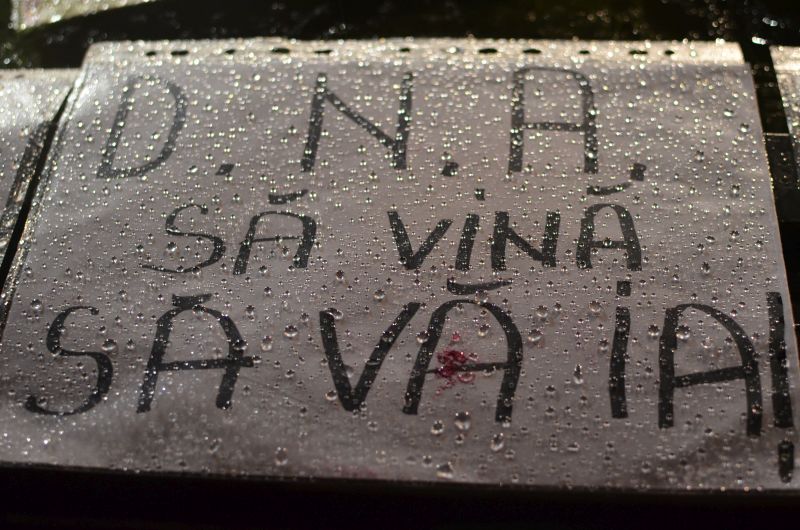 D.N.A.
SĂ ViNĂ
SĂ VĂ iA!